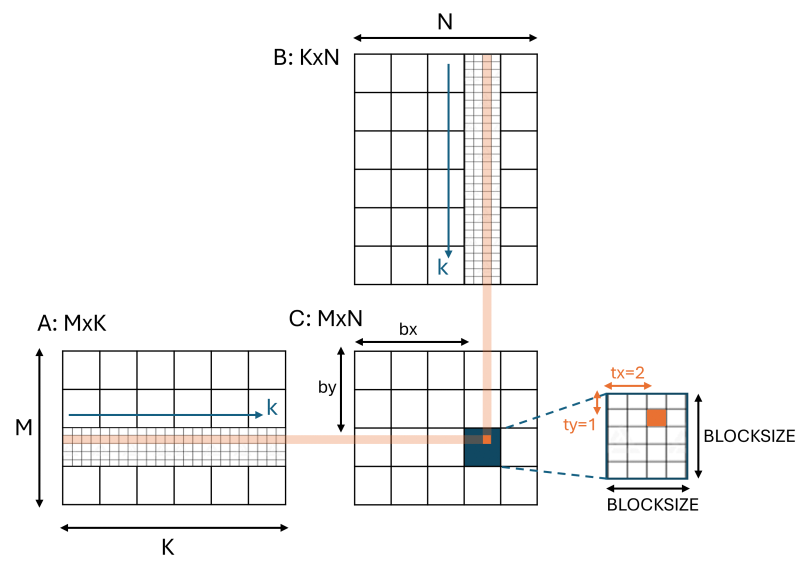 N
B: KxN
k
A: MxK
C: MxN
bx
by
k
M
tx=2
ty=1
BLOCKSIZE
BLOCKSIZE
K